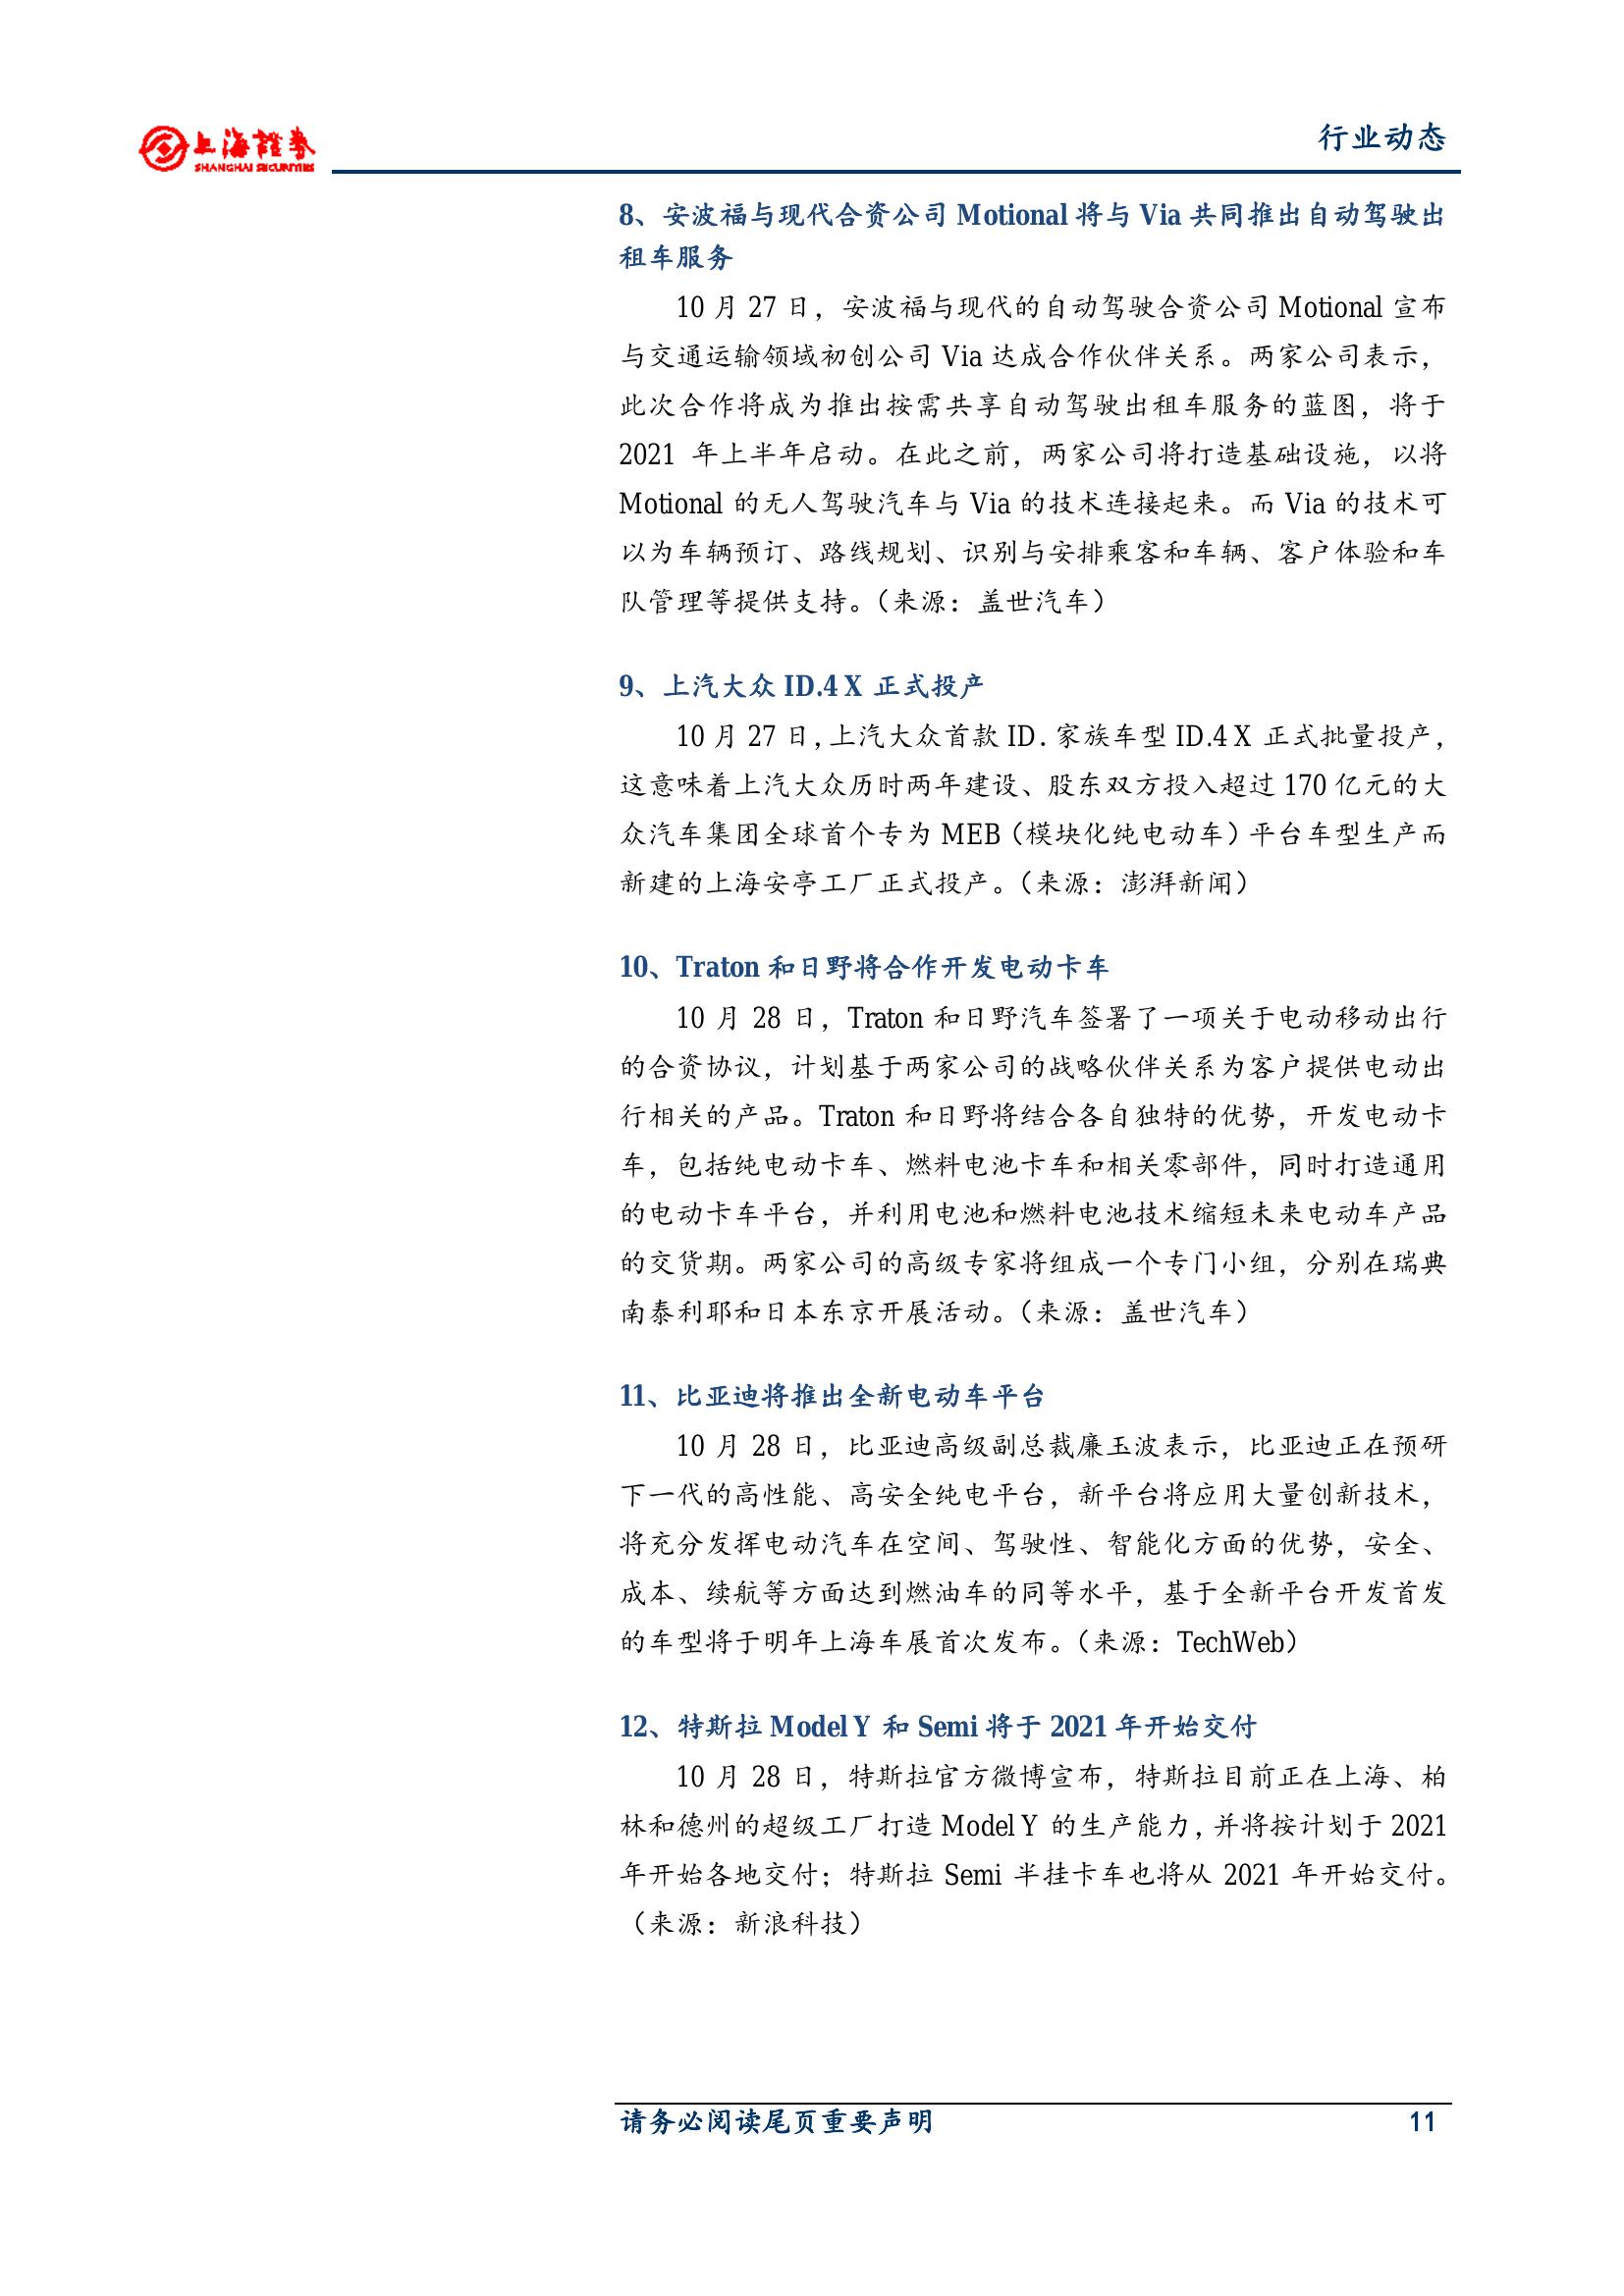 上海證券
SHANGHAI SECURITIES
行业动态
8、安波福与现代合资公司 Motional 将与 Via 共同推出自动驾驶出
租车服务
10 月 27 日，安波福与现代的自动驾驶合资公司 Motional 宣布
与交通运输领域初创公司 Via 达成合作伙伴关系。两家公司表示，
此次合作将成为推出按需共享自动驾驶出租车服务的蓝图，将于
2021 年上半年启动。在此之前，两家公司将打造基础设施，以将
Motional 的无人驾驶汽车与 Via 的技术连接起来。而 Via 的技术可
以为车辆预订、路线规划、识别与安排乘客和车辆、客户体验和车
队管理等提供支持。（来源：盖世汽车）
9、上汽大众 ID.4 X 正式投产
10 月 27 日，上汽大众首款 ID. 家族车型 ID.4 X 正式批量投产，
这意味着上汽大众历时两年建设、股东双方投入超过 170 亿元的大
众汽车集团全球首个专为 MEB（模块化纯电动车）平台车型生产而
新建的上海安亭工厂正式投产。（来源：澎湃新闻）
10、Traton 和日野将合作开发电动卡车
10 月 28 日，Traton 和日野汽车签署了一项关于电动移动出行
的合资协议，计划基于两家公司的战略伙伴关系为客户提供电动出
行相关的产品。Traton 和日野将结合各自独特的优势，开发电动卡
车，包括纯电动卡车、燃料电池卡车和相关零部件，同时打造通用
的电动卡车平台，并利用电池和燃料电池技术缩短未来电动车产品
的交货期。两家公司的高级专家将组成一个专门小组，分别在瑞典
南泰利耶和日本东京开展活动。（来源：盖世汽车）
11、比亚迪将推出全新电动车平台
10 月 28 日，比亚迪高级副总裁廉玉波表示，比亚迪正在预研
下一代的高性能、高安全纯电平台，新平台将应用大量创新技术，
将充分发挥电动汽车在空间、驾驶性、智能化方面的优势，安全、
成本、续航等方面达到燃油车的同等水平，基于全新平台开发首发
的车型将于明年上海车展首次发布。（来源：TechWeb）
12、特斯拉 Model Y 和 Semi 将于 2021 年开始交付
10 月 28 日，特斯拉官方微博宣布，特斯拉目前正在上海、柏
林和德州的超级工厂打造 Model Y 的生产能力，并将按计划于 2021
年开始各地交付；特斯拉 Semi 半挂卡车也将从 2021 年开始交付。
（来源：新浪科技）
请务必阅读尾页重要声明
11